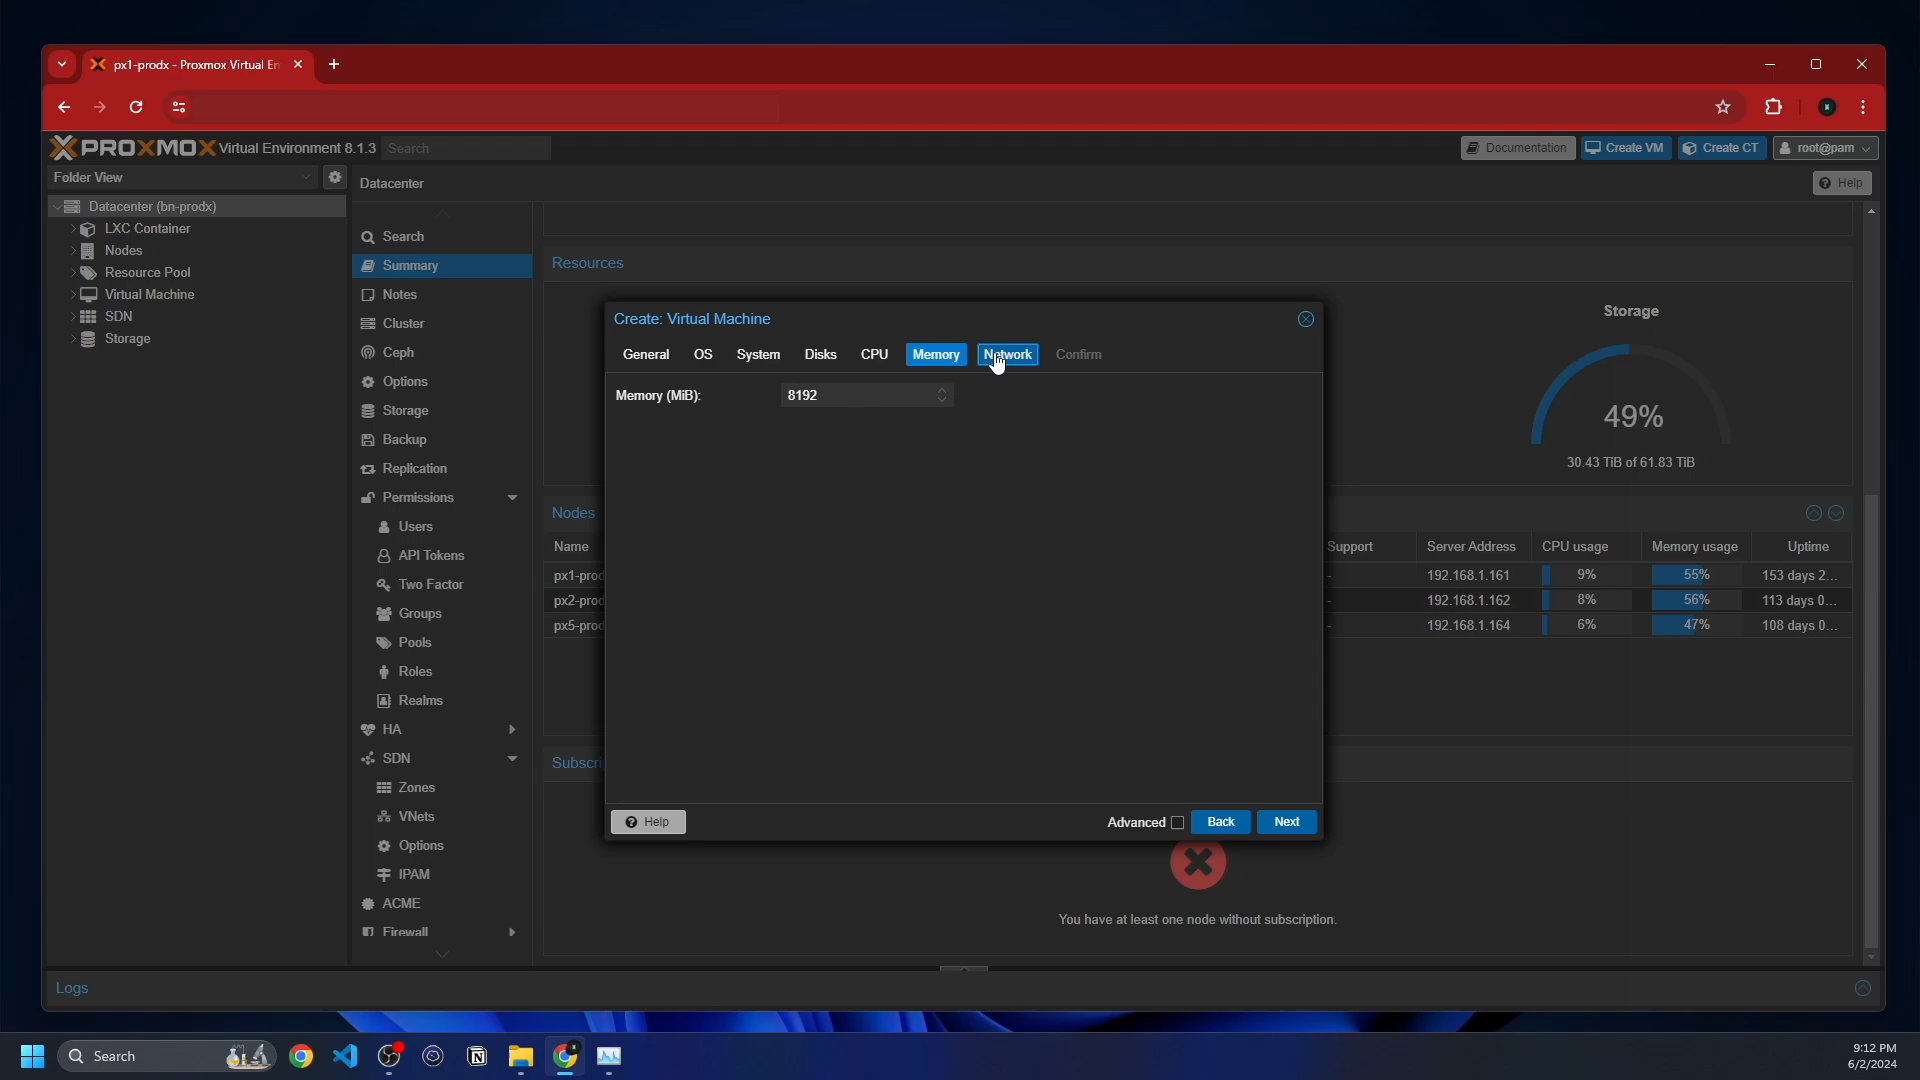 px1-prodx - Proxmox Virtual En
PROXMOX Virtual Environment 8.1.3
Search
Documentation
Create VM
Create CT
root@pam
Folder View
Datacenter
Help
Datacenter (bn-prodx)
LXC Container
Nodes
Resource Pool
Virtual Machine
SDN
Storage
Search
Summary
Notes
Cluster
Ceph
Options
Storage
Backup
Replication
Permissions
Users
API Tokens
Two Factor
Groups
Pools
Roles
Realms
HA
SDN
Zones
VNets
Options
IPAM
ACME
Firewall
Resources
Storage
49%
30.43 TiB of 61.83 TiB
Create: Virtual Machine
General OS System Disks CPU Memory Network Confirm
Memory (MiB): 8192
Help
Advanced
Back
Next
Nodes
Name Support Server Address CPU usage Memory usage Uptime
px1-prod - 192.168.1.161 9% 55% 153 days 2...
px2-prod - 192.168.1.162 8% 56% 113 days 0...
px5-prod - 192.168.1.164 6% 47% 108 days 0...
Subscri
You have at least one node without subscription.
Logs
Search
9:12 PM
6/2/2024